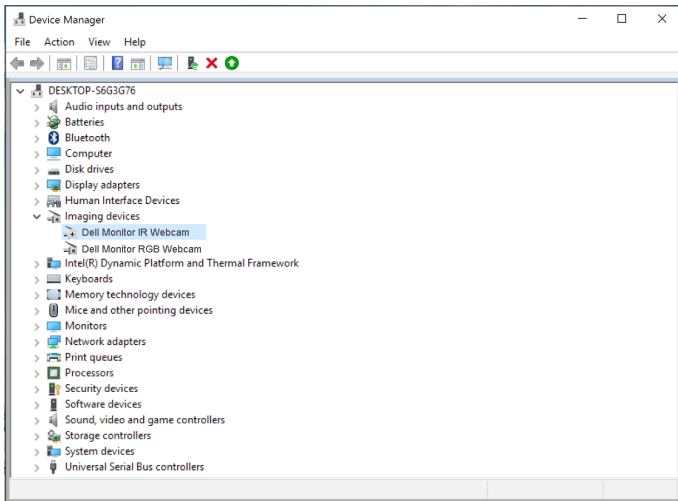 Device Manager
File Action View Help
DESKTOP-S6G3G76
Audio inputs and outputs
Batteries
Bluetooth
Computer
Disk drives
Display adapters
Human Interface Devices
Imaging devices
Dell Monitor IR Webcam
Dell Monitor RGB Webcam
Intel(R) Dynamic Platform and Thermal Framework
Keyboards
Memory technology devices
Mice and other pointing devices
Monitors
Network adapters
Print queues
Processors
Security devices
Software devices
Sound, video and game controllers
Storage controllers
System devices
Universal Serial Bus controllers